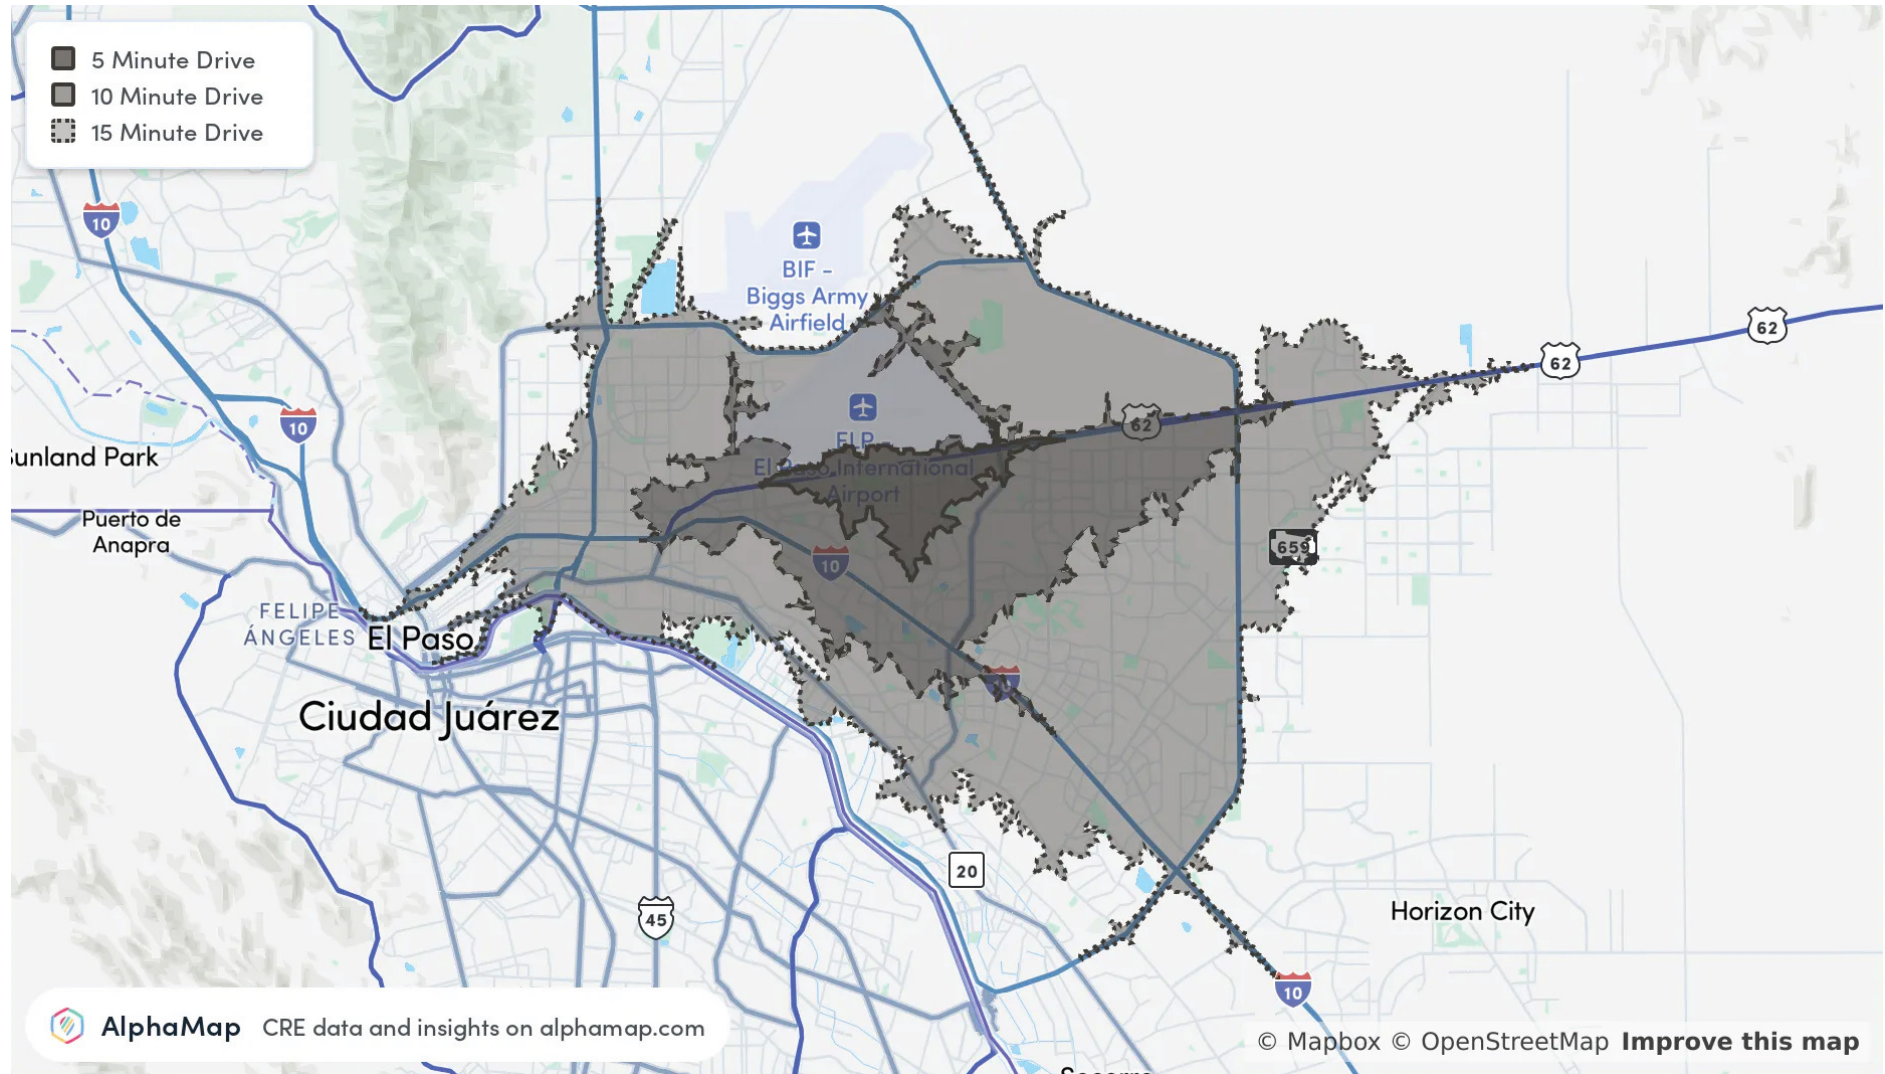 5 Minute Drive
10 Minute Drive
15 Minute Drive
10
BIF -
Biggs Army
Airfield
62
62
62
10
ELP -
El Paso International
Airport
Sunland Park
Puerto de
Anapra
659
10
FELIPE
ÁNGELES
El Paso
10
Ciudad Juárez
20
45
Horizon City
10
AlphaMap CRE data and insights on alphamap.com
© Mapbox © OpenStreetMap Improve this map